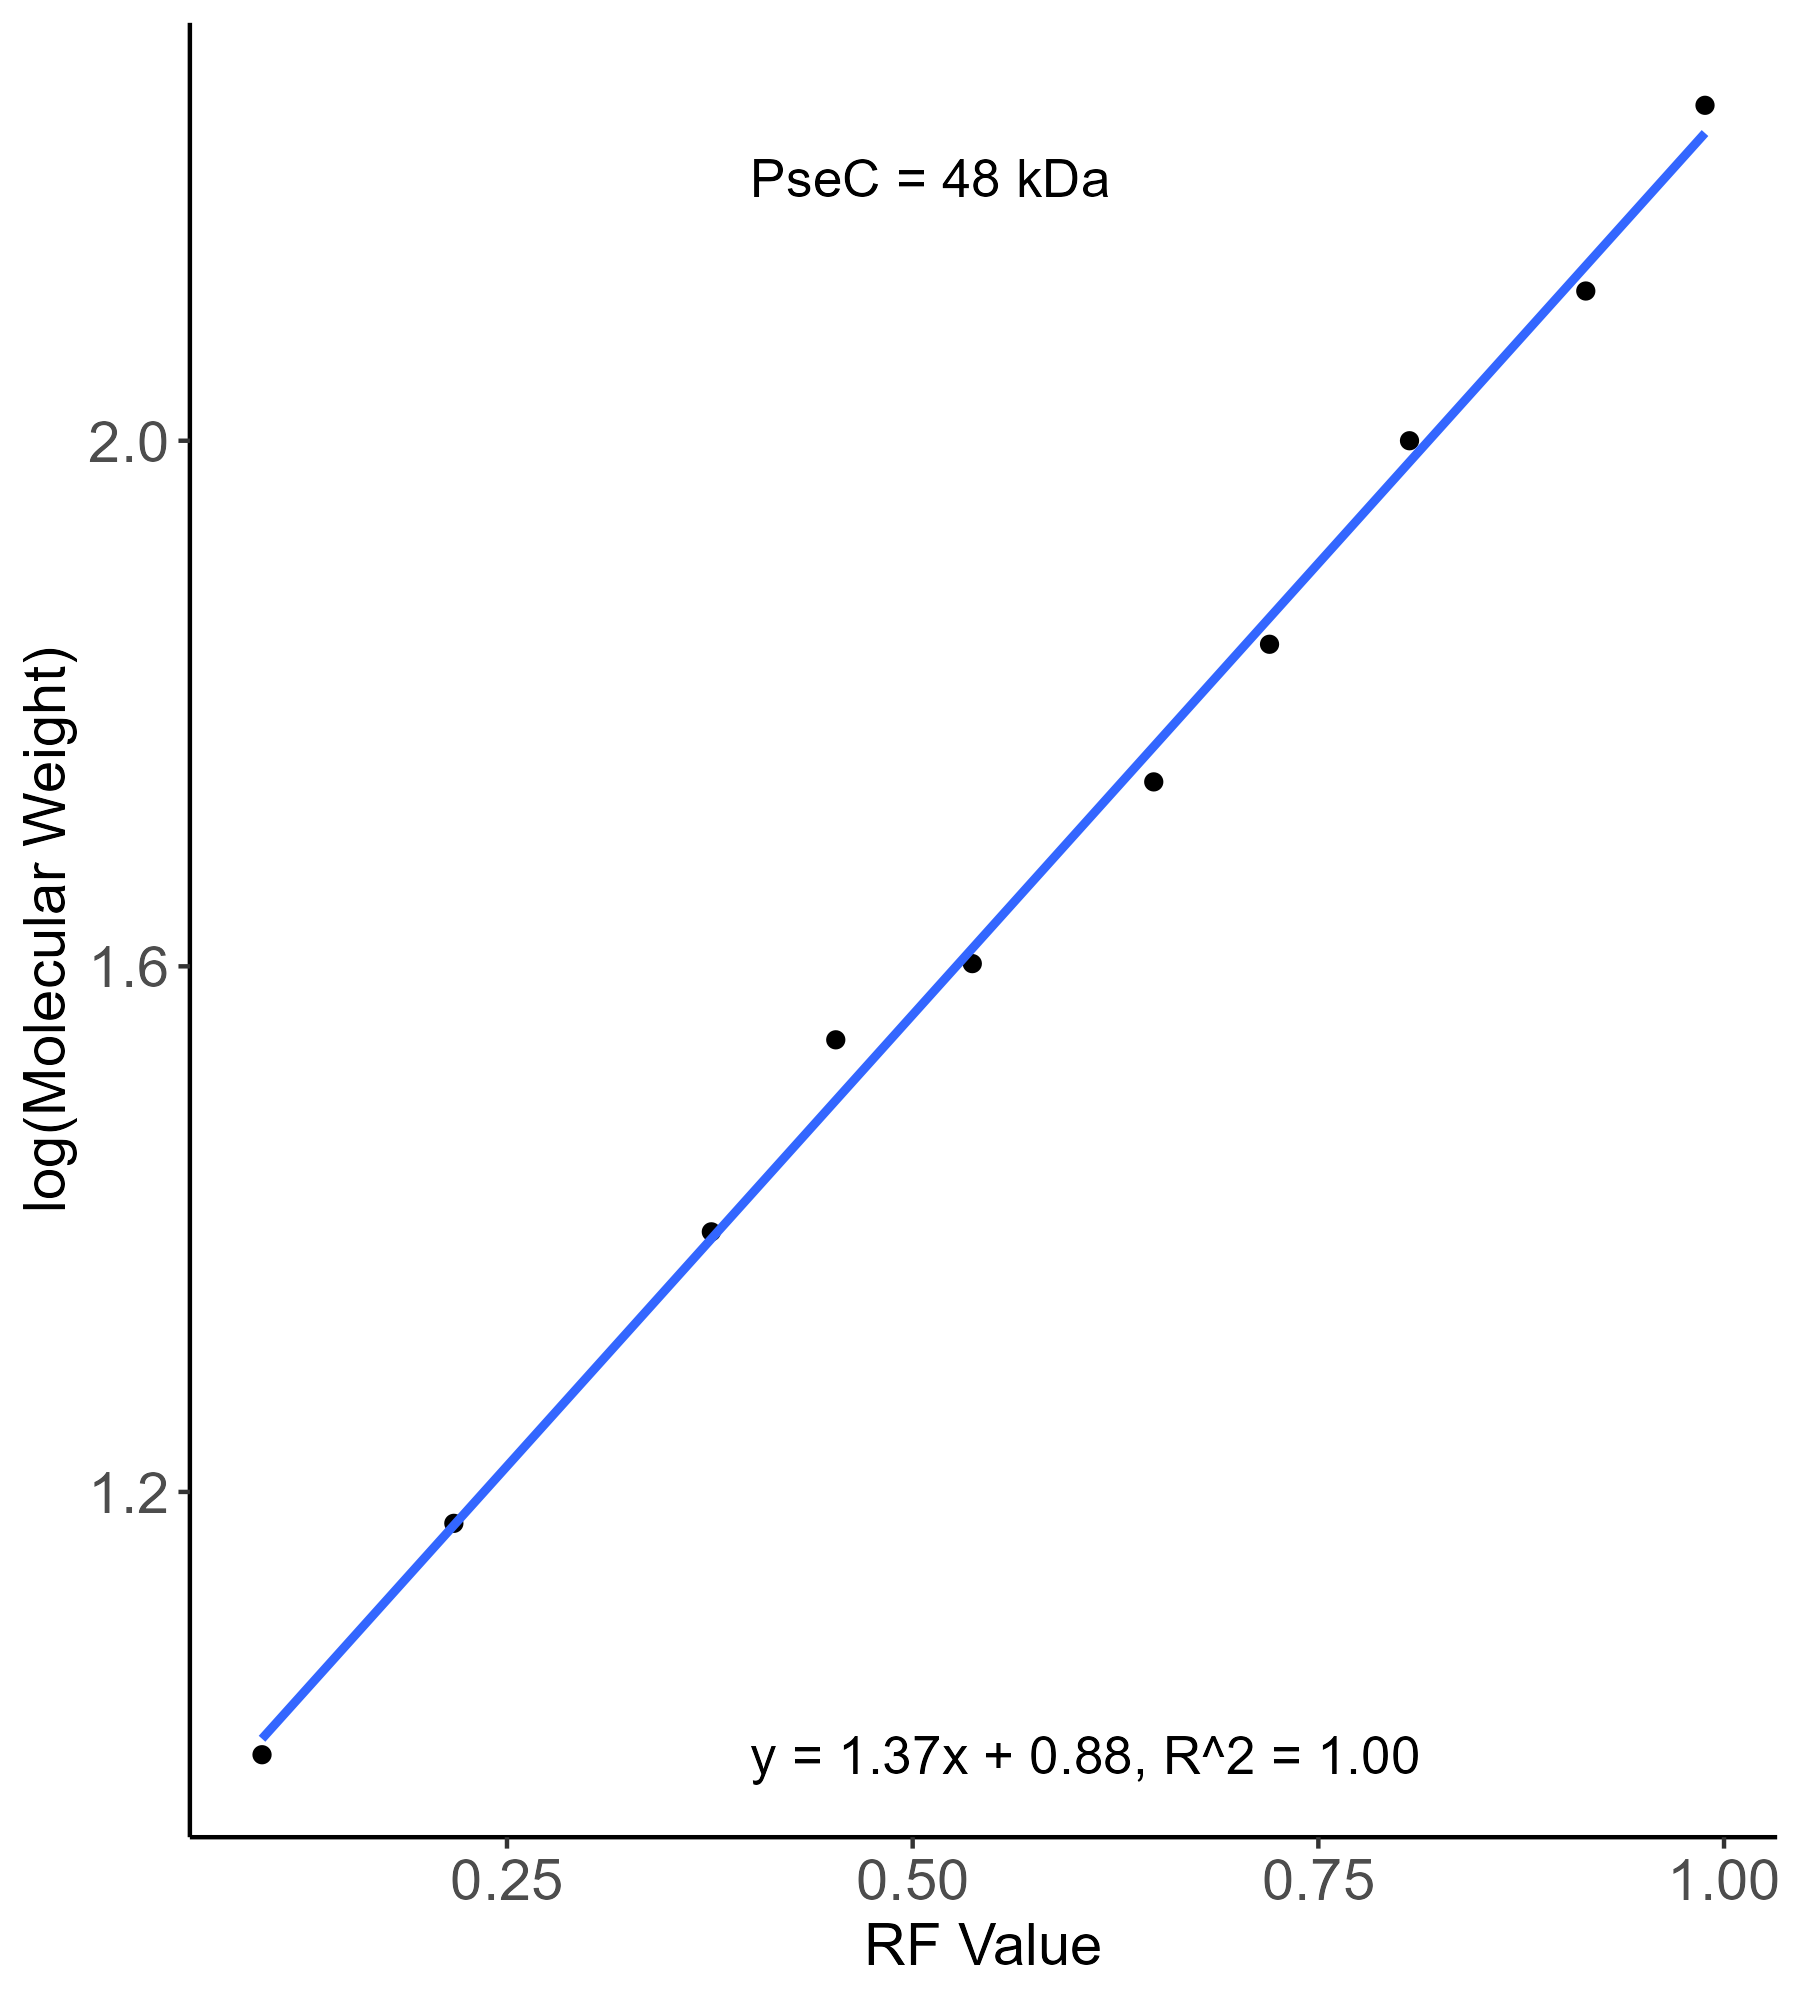 PseC = 48 kDa
2.0
1.6
1.2
log(Molecular Weight)
y = 1.37x + 0.88, R^2 = 1.00
0.25 0.50 0.75 1.00
RF Value